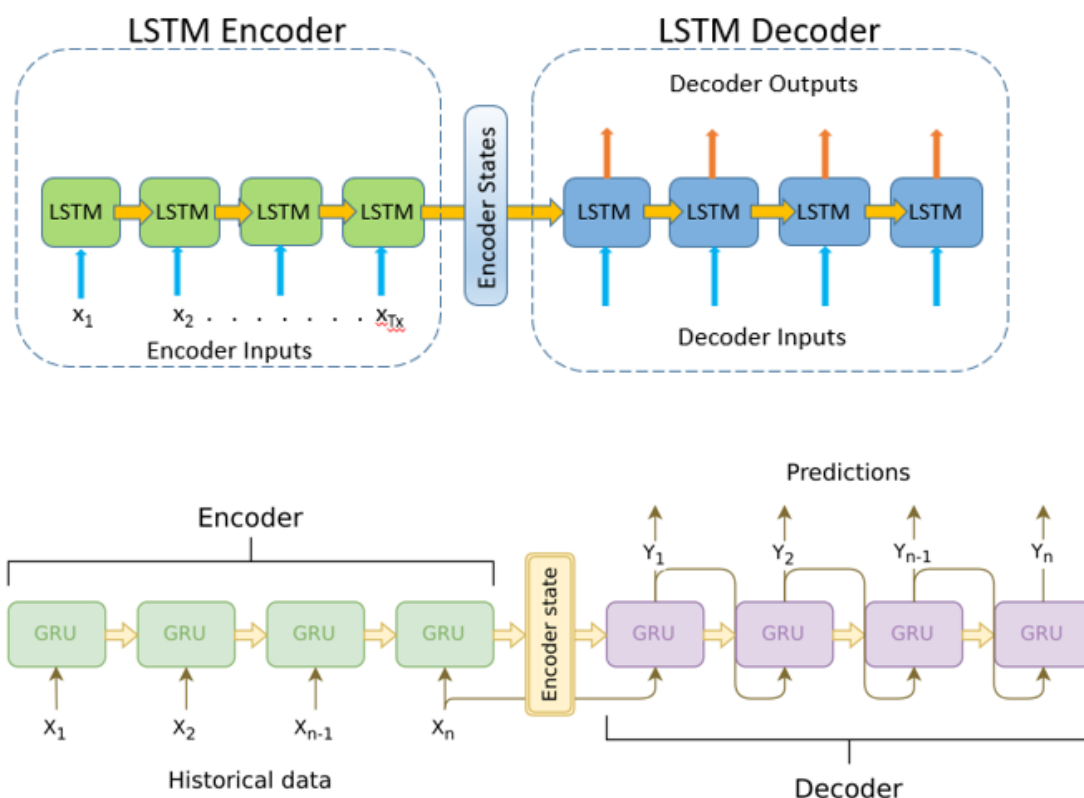 LSTM Encoder
LSTM Decoder
Decoder Outputs
LSTM LSTM LSTM LSTM
Encoder States
LSTM LSTM LSTM LSTM
x₁ x₂ . . . . . . . x_Tx
Encoder Inputs
Decoder Inputs
Predictions
Encoder
Y₁ Y₂ Yₙ₋₁ Yₙ
GRU GRU GRU GRU
Encoder state
GRU GRU GRU GRU
X₁ X₂ Xₙ₋₁ Xₙ
Historical data
Decoder